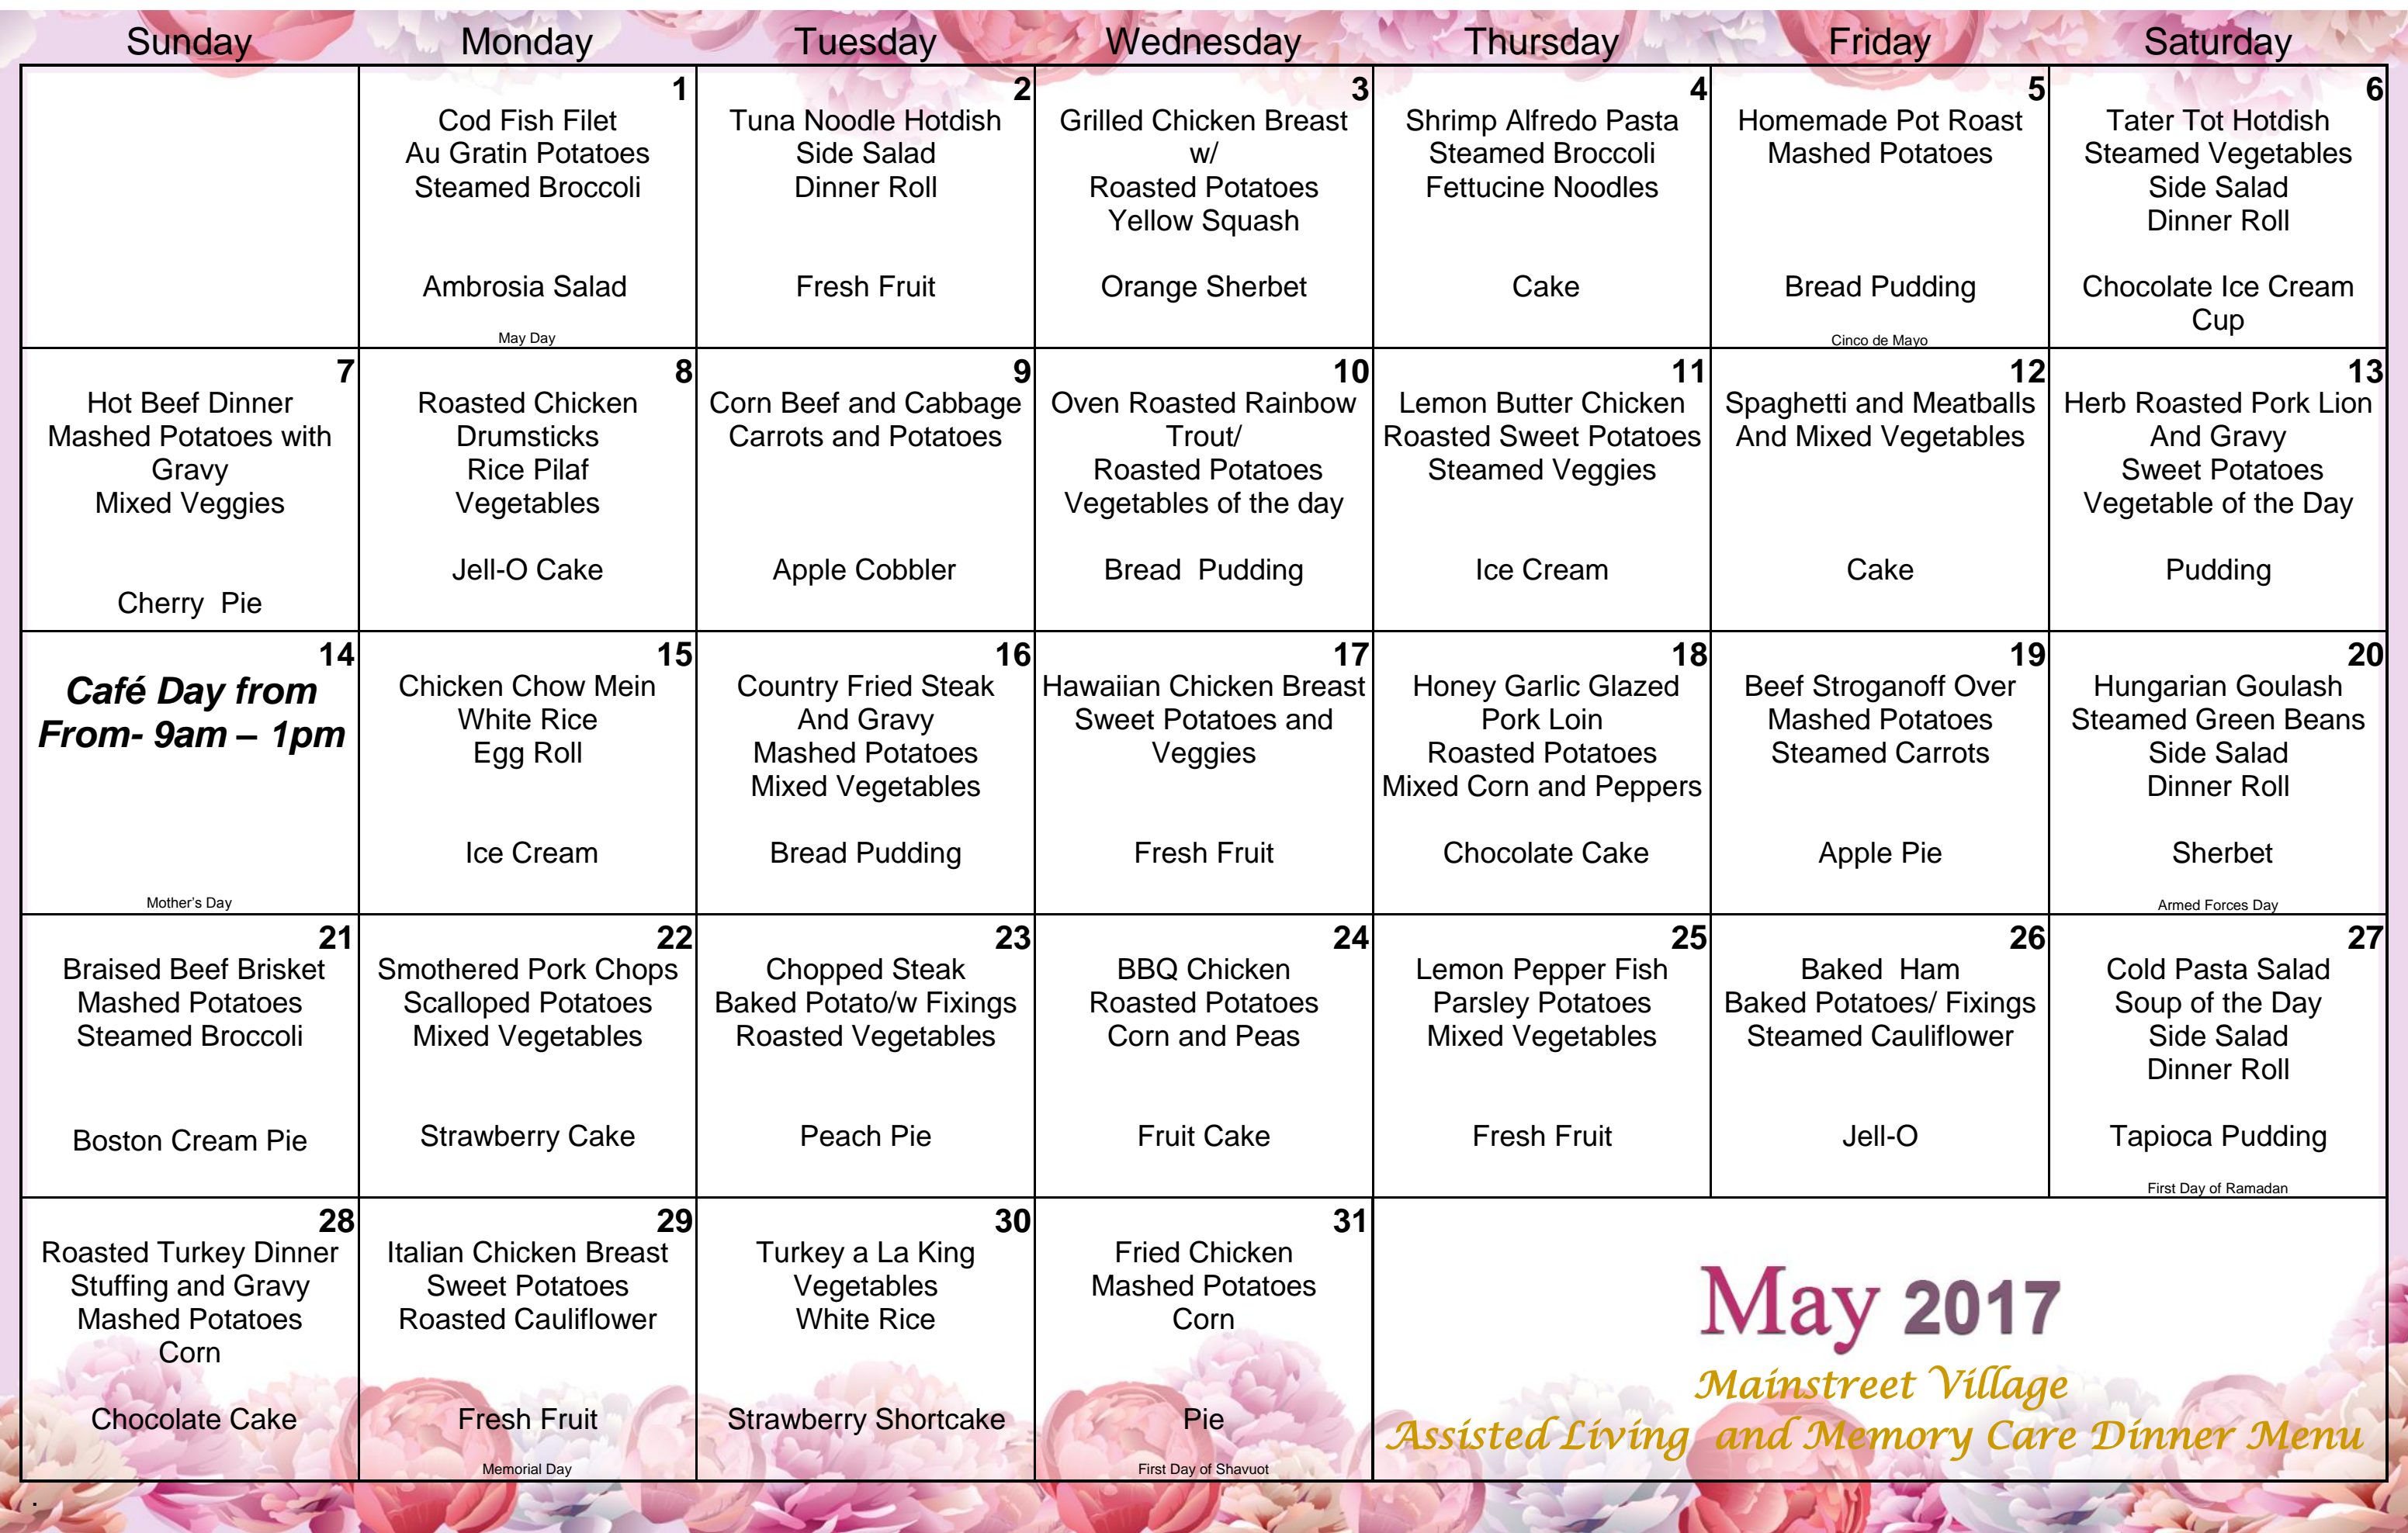 Sunday Monday Tuesday Wednesday Thursday Friday Saturday
1
Cod Fish Filet
Au Gratin Potatoes
Steamed Broccoli
Ambrosia Salad
May Day
2
Tuna Noodle Hotdish
Side Salad
Dinner Roll
Fresh Fruit
3
Grilled Chicken Breast
w/
Roasted Potatoes
Yellow Squash
Orange Sherbet
4
Shrimp Alfredo Pasta
Steamed Broccoli
Fettucine Noodles
Cake
5
Homemade Pot Roast
Mashed Potatoes
Bread Pudding
Cinco de Mayo
6
Tater Tot Hotdish
Steamed Vegetables
Side Salad
Dinner Roll
Chocolate Ice Cream
Cup
7
Hot Beef Dinner
Mashed Potatoes with
Gravy
Mixed Veggies
Cherry Pie
8
Roasted Chicken
Drumsticks
Rice Pilaf
Vegetables
Jell-O Cake
9
Corn Beef and Cabbage
Carrots and Potatoes
Apple Cobbler
10
Oven Roasted Rainbow
Trout/
Roasted Potatoes
Vegetables of the day
Bread Pudding
11
Lemon Butter Chicken
Roasted Sweet Potatoes
Steamed Veggies
Ice Cream
12
Spaghetti and Meatballs
And Mixed Vegetables
Cake
13
Herb Roasted Pork Lion
And Gravy
Sweet Potatoes
Vegetable of the Day
Pudding
14
Café Day from
From- 9am – 1pm
Mother's Day
15
Chicken Chow Mein
White Rice
Egg Roll
Ice Cream
16
Country Fried Steak
And Gravy
Mashed Potatoes
Mixed Vegetables
Bread Pudding
17
Hawaiian Chicken Breast
Sweet Potatoes and
Veggies
Fresh Fruit
18
Honey Garlic Glazed
Pork Loin
Roasted Potatoes
Mixed Corn and Peppers
Chocolate Cake
19
Beef Stroganoff Over
Mashed Potatoes
Steamed Carrots
Apple Pie
20
Hungarian Goulash
Steamed Green Beans
Side Salad
Dinner Roll
Sherbet
Armed Forces Day
21
Braised Beef Brisket
Mashed Potatoes
Steamed Broccoli
Boston Cream Pie
22
Smothered Pork Chops
Scalloped Potatoes
Mixed Vegetables
Strawberry Cake
23
Chopped Steak
Baked Potato/w Fixings
Roasted Vegetables
Peach Pie
24
BBQ Chicken
Roasted Potatoes
Corn and Peas
Fruit Cake
25
Lemon Pepper Fish
Parsley Potatoes
Mixed Vegetables
Fresh Fruit
26
Baked Ham
Baked Potatoes/ Fixings
Steamed Cauliflower
Jell-O
27
Cold Pasta Salad
Soup of the Day
Side Salad
Dinner Roll
Tapioca Pudding
First Day of Ramadan
28
Roasted Turkey Dinner
Stuffing and Gravy
Mashed Potatoes
Corn
Chocolate Cake
29
Italian Chicken Breast
Sweet Potatoes
Roasted Cauliflower
Fresh Fruit
Memorial Day
30
Turkey a La King
Vegetables
White Rice
Strawberry Shortcake
31
Fried Chicken
Mashed Potatoes
Corn
Pie
First Day of Shavuot
May 2017
Mainstreet Village
Assisted Living and Memory Care Dinner Menu
.